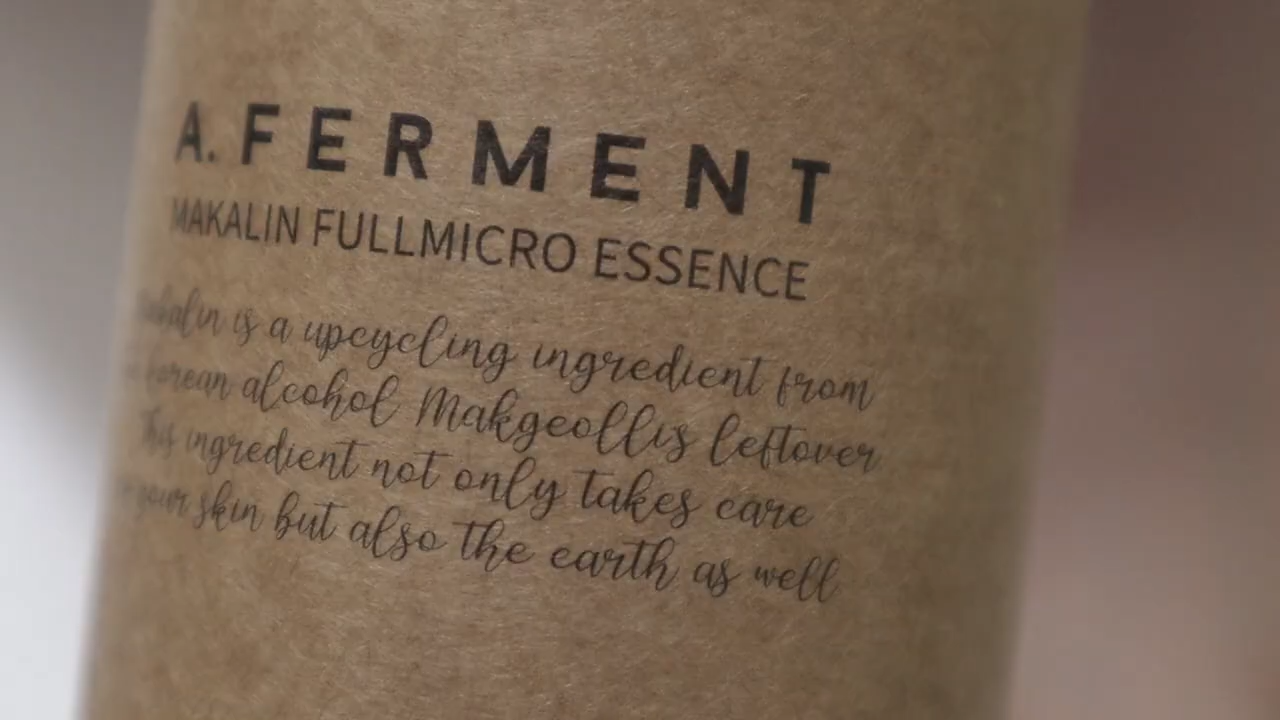 A. FERMENT
MAKALIN FULLMICRO ESSENCE
Makalin is a upcycling ingredient from
korean alcohol Makgeollis leftover
This ingredient not only takes care
your skin but also the earth as well